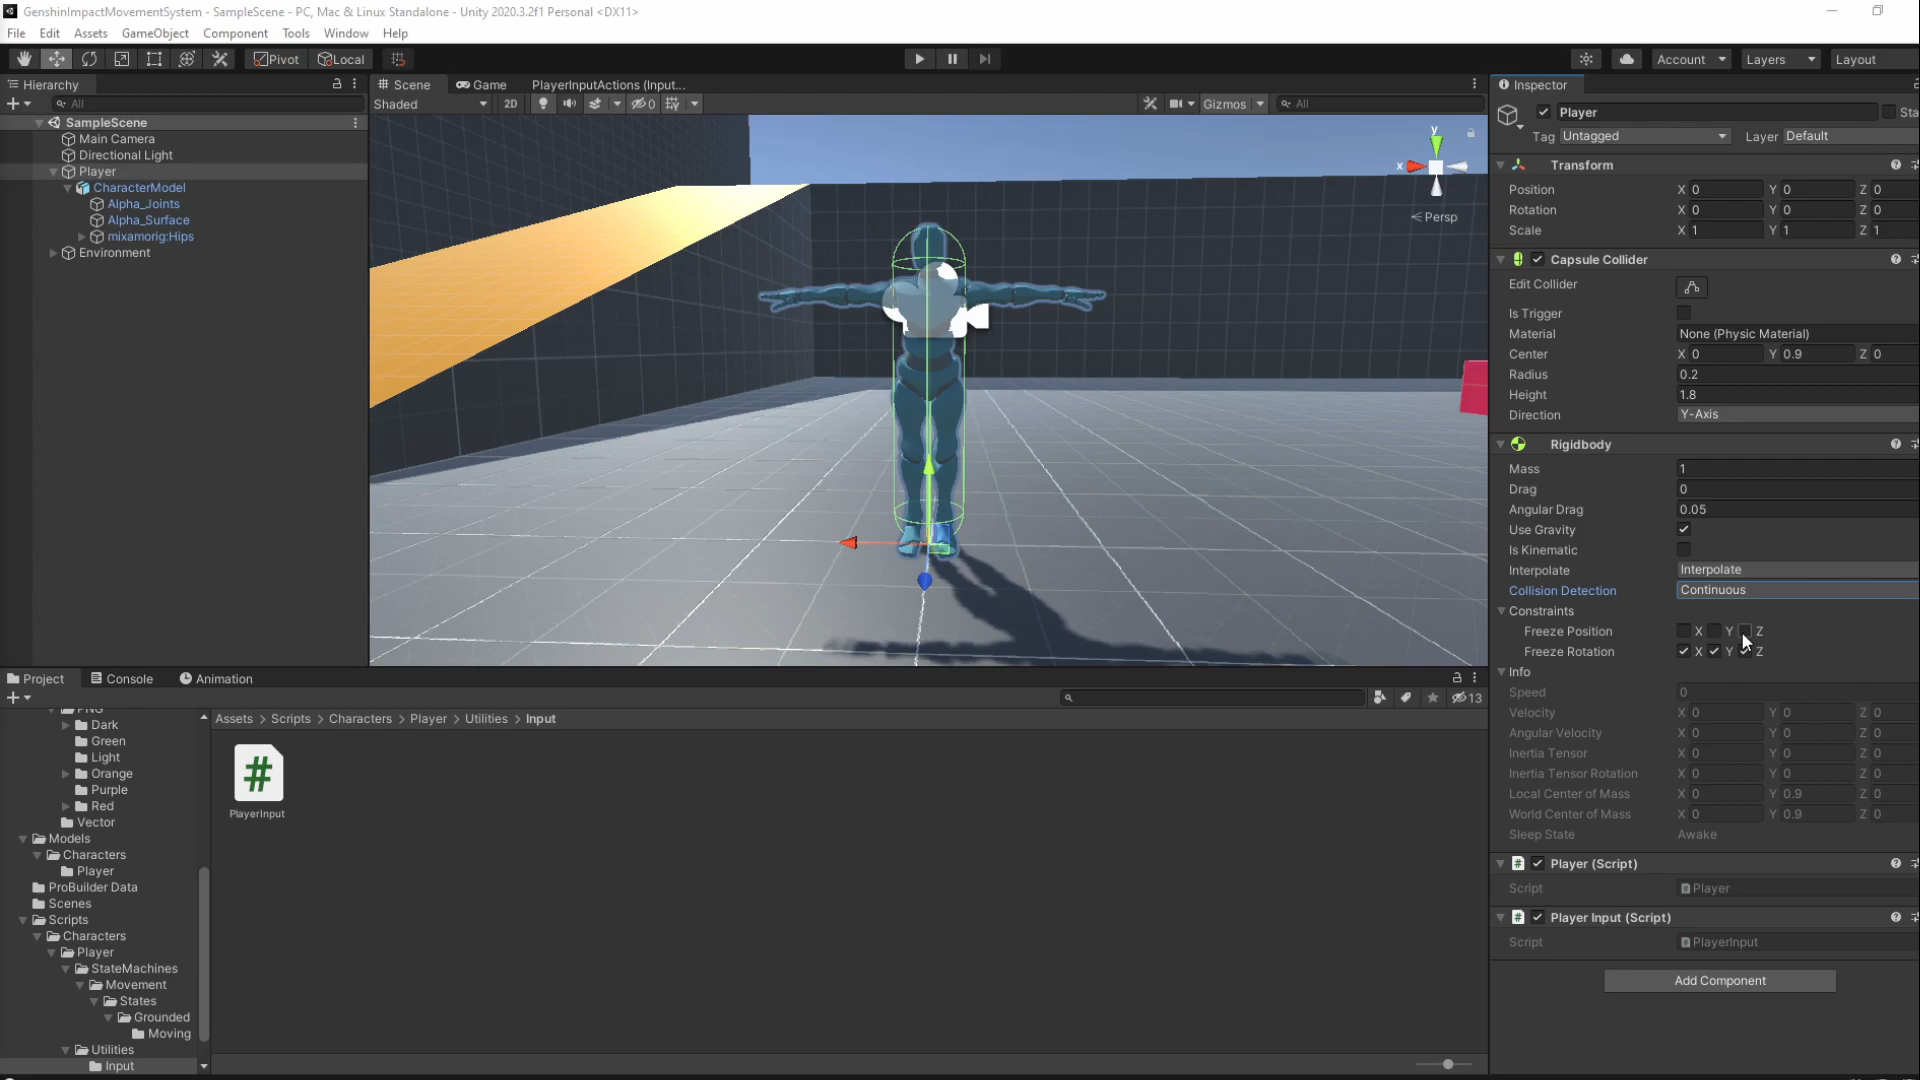 GenshinImpactMovementSystem - SampleScene - PC, Mac & Linux Standalone - Unity 2020.3.2f1 Personal <DX11>
File Edit Assets GameObject Component Tools Window Help
Pivot Local Account Layers Layout
Hierarchy
All
SampleScene
Main Camera
Directional Light
Player
CharacterModel
Alpha_Joints
Alpha_Surface
mixamorig:Hips
Environment
Scene Game PlayerInputActions (Input...
Shaded 2D 0 Gizmos All
y
x
Persp
Inspector
Player Sta
Tag Untagged Layer Default
Transform
Position X 0 Y 0 Z 0
Rotation X 0 Y 0 Z 0
Scale X 1 Y 1 Z 1
Capsule Collider
Edit Collider
Is Trigger
Material None (Physic Material)
Center X 0 Y 0.9 Z 0
Radius 0.2
Height 1.8
Direction Y-Axis
Rigidbody
Mass 1
Drag 0
Angular Drag 0.05
Use Gravity
Is Kinematic
Interpolate Interpolate
Collision Detection Continuous
Constraints
Freeze Position X Y Z
Freeze Rotation X Y Z
Info
Speed 0
Velocity X 0 Y 0 Z 0
Angular Velocity X 0 Y 0 Z 0
Inertia Tensor X 0 Y 0 Z 0
Inertia Tensor Rotation X 0 Y 0 Z 0
Local Center of Mass X 0 Y 0.9 Z 0
World Center of Mass X 0 Y 0.9 Z 0
Sleep State Awake
Player (Script)
Script Player
Player Input (Script)
Script PlayerInput
Add Component
Project Console Animation
13
PNG
Dark
Green
Light
Orange
Purple
Red
Vector
Models
Characters
Player
ProBuilder Data
Scenes
Scripts
Characters
Player
StateMachines
Movement
States
Grounded
Moving
Utilities
Input
Assets > Scripts > Characters > Player > Utilities > Input
#
PlayerInput